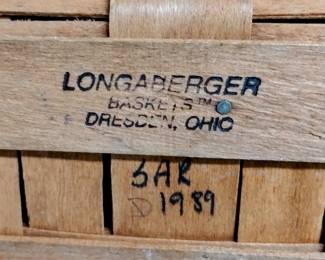 LONGABERGER
BASKETS™
DRESDEN, OHIO
SAR
D 1989